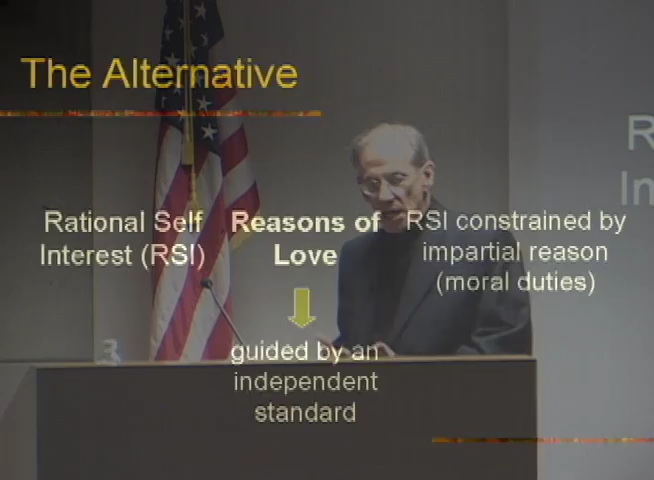 The Alternative
R
In
Rational Self
Interest (RSI)
Reasons of
Love
RSI constrained by
impartial reason
(moral duties)
guided by an
independent
standard